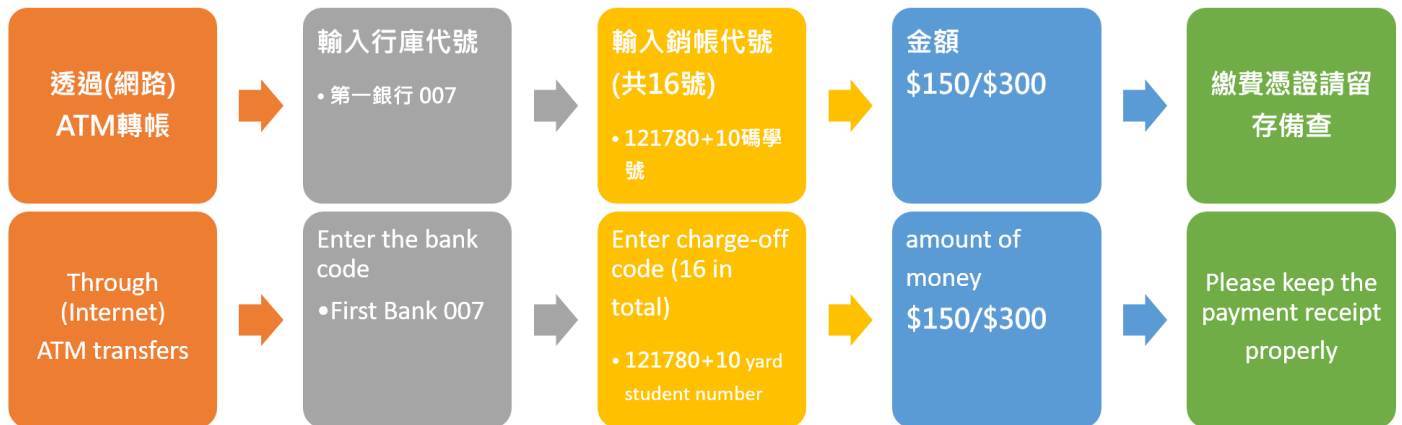 透過(網路)
ATM轉帳
輸入行庫代號
• 第一銀行 007
輸入銷帳代號
(共16號)
• 121780+10碼學
號
金額
$150/$300
繳費憑證請留
存備查
Through
(Internet)
ATM transfers
Enter the bank
code
•First Bank 007
Enter charge-off
code (16 in
total)
• 121780+10 yard
student number
amount of
money
$150/$300
Please keep the
payment receipt
properly